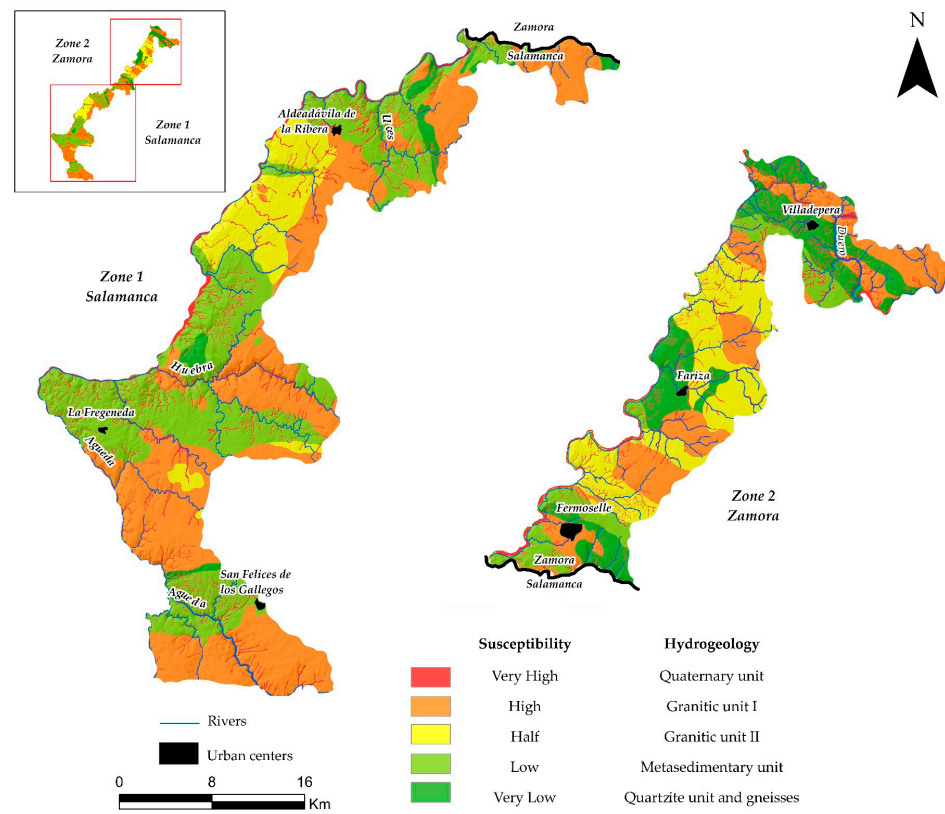 Zone 2
Zamora
Zone 1
Salamanca
Zamora
Salamanca
N
Aldeadávila de
la Ribera
Zone 1
Salamanca
Huebra
La Fregeneda
Agueda
San Felices de
los Gallegos
Agueda
Villadepera
Duero
Fariza
Fermoselle
Zamora
Salamanca
Zone 2
Zamora
Susceptibility Hydrogeology
Very High Quaternary unit
High Granitic unit I
Half Granitic unit II
Low Metasedimentary unit
Very Low Quartzite unit and gneisses
Rivers
Urban centers
0 8 16
Km